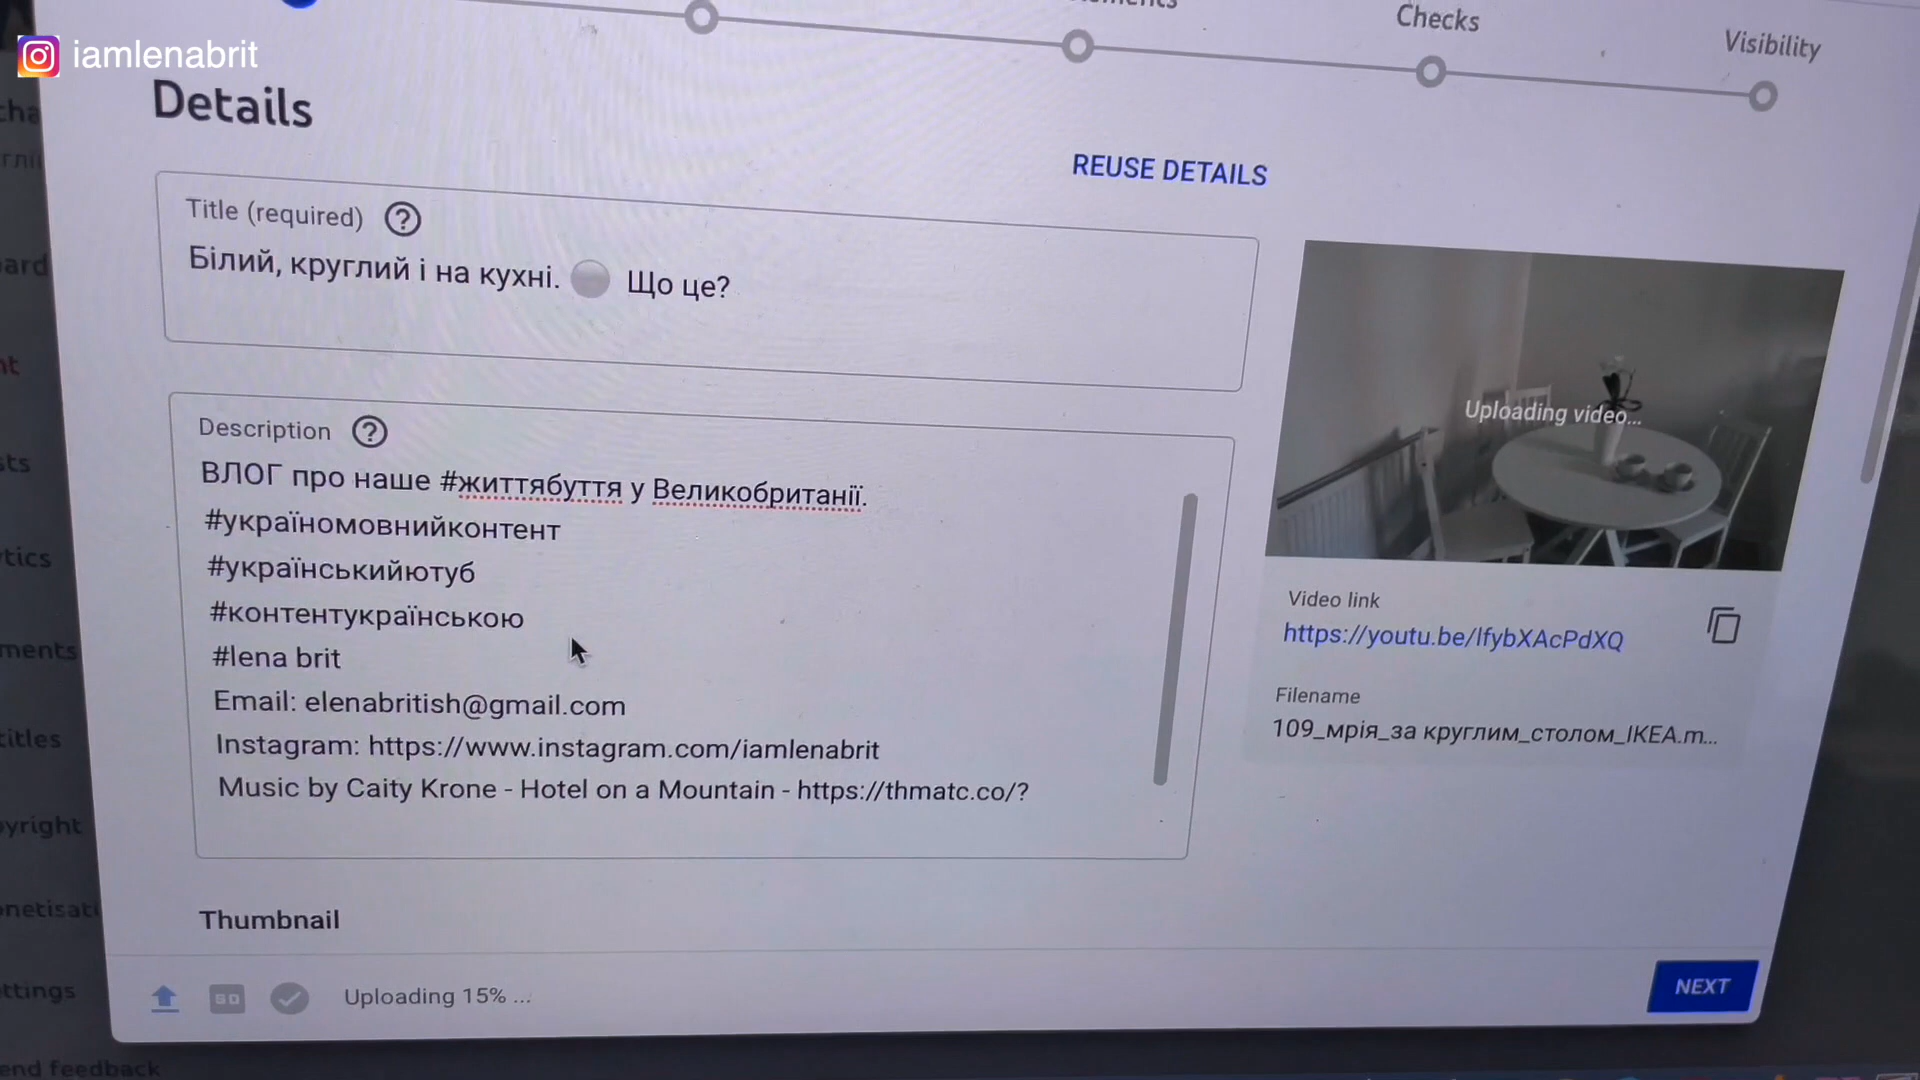 iamlenabrit
Checks
Visibility
Details
REUSE DETAILS
Title (required)
Білий, круглий і на кухні. Що це?
Uploading video...
Description
ВЛОГ про наше #життябуття у Великобританії.
#україномовнийконтент
#українськийютуб
#контентукраїнською
#lena brit
Email: elenabritish@gmail.com
Instagram: https://www.instagram.com/iamlenabrit
Music by Caity Krone - Hotel on a Mountain - https://thmatc.co/?
Video link
https://youtu.be/lfybXAcPdXQ
Filename
109_мрія_за круглим_столом_IKEA.m...
Thumbnail
SD
Uploading 15% ...
NEXT